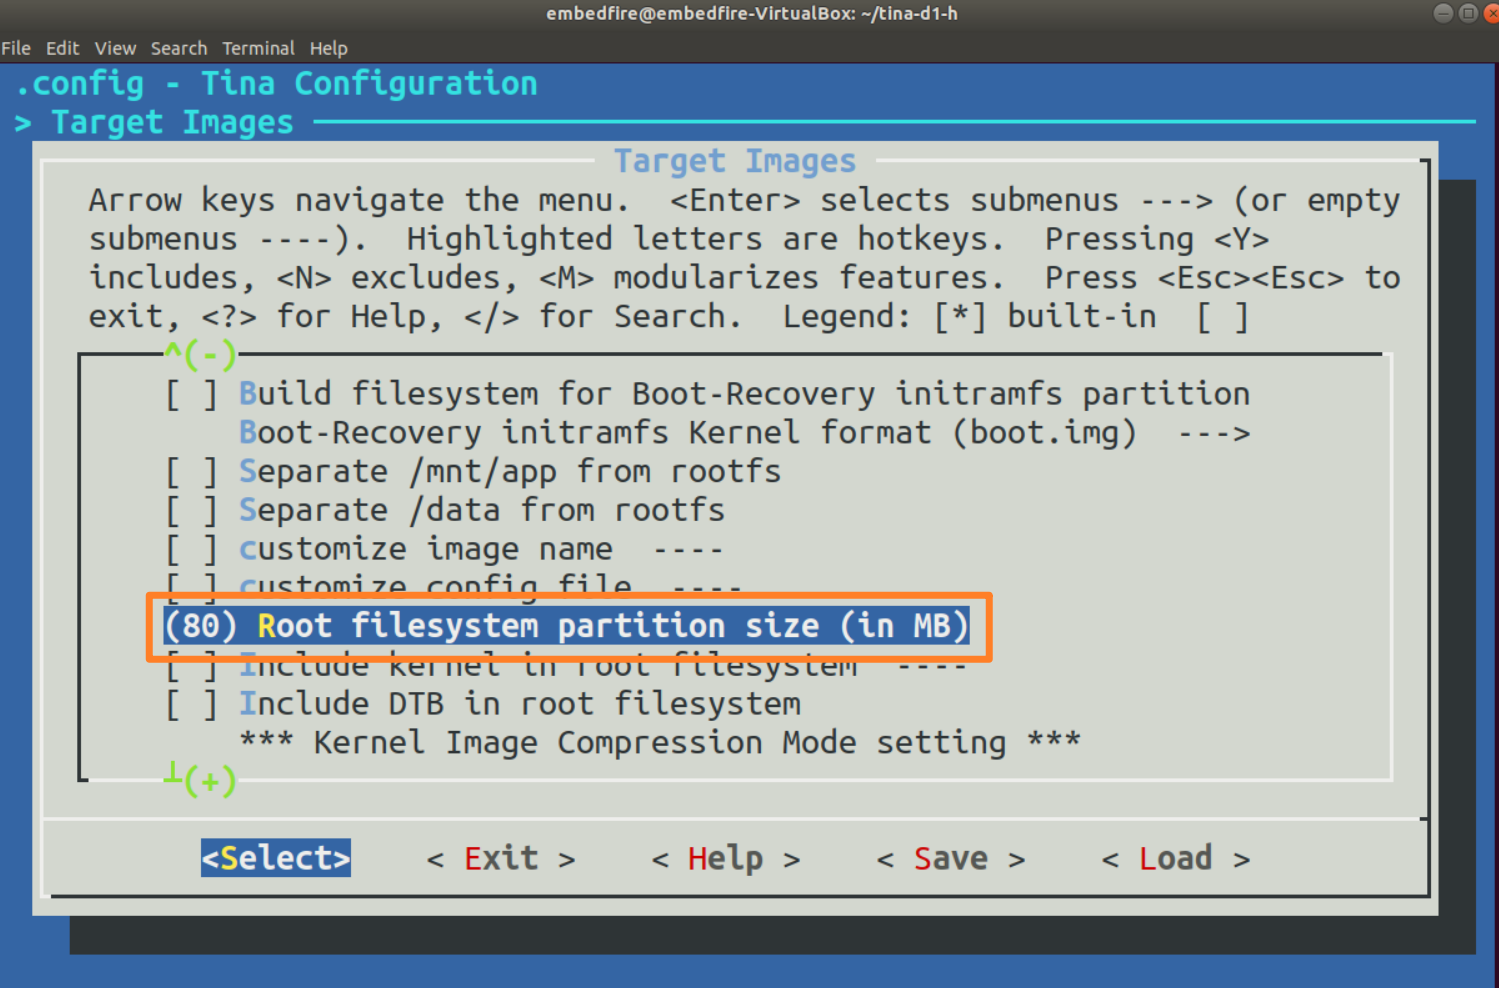 embedfire@embedfire-VirtualBox: ~/tina-d1-h
File Edit View Search Terminal Help
.config - Tina Configuration
> Target Images
Target Images
Arrow keys navigate the menu.  <Enter> selects submenus ---> (or empty
submenus ----).  Highlighted letters are hotkeys.  Pressing <Y>
includes, <N> excludes, <M> modularizes features.  Press <Esc><Esc> to
exit, <?> for Help, </> for Search.  Legend: [*] built-in  [ ]
^(-)
[ ] Build filesystem for Boot-Recovery initramfs partition
Boot-Recovery initramfs Kernel format (boot.img)  --->
[ ] Separate /mnt/app from rootfs
[ ] Separate /data from rootfs
[ ] customize image name  ----
[ ] customize config file  ----
(80) Root filesystem partition size (in MB)
[ ] Include kernel in root filesystem  ----
[ ] Include DTB in root filesystem
*** Kernel Image Compression Mode setting ***
┴(+)
<Select>    < Exit >    < Help >    < Save >    < Load >